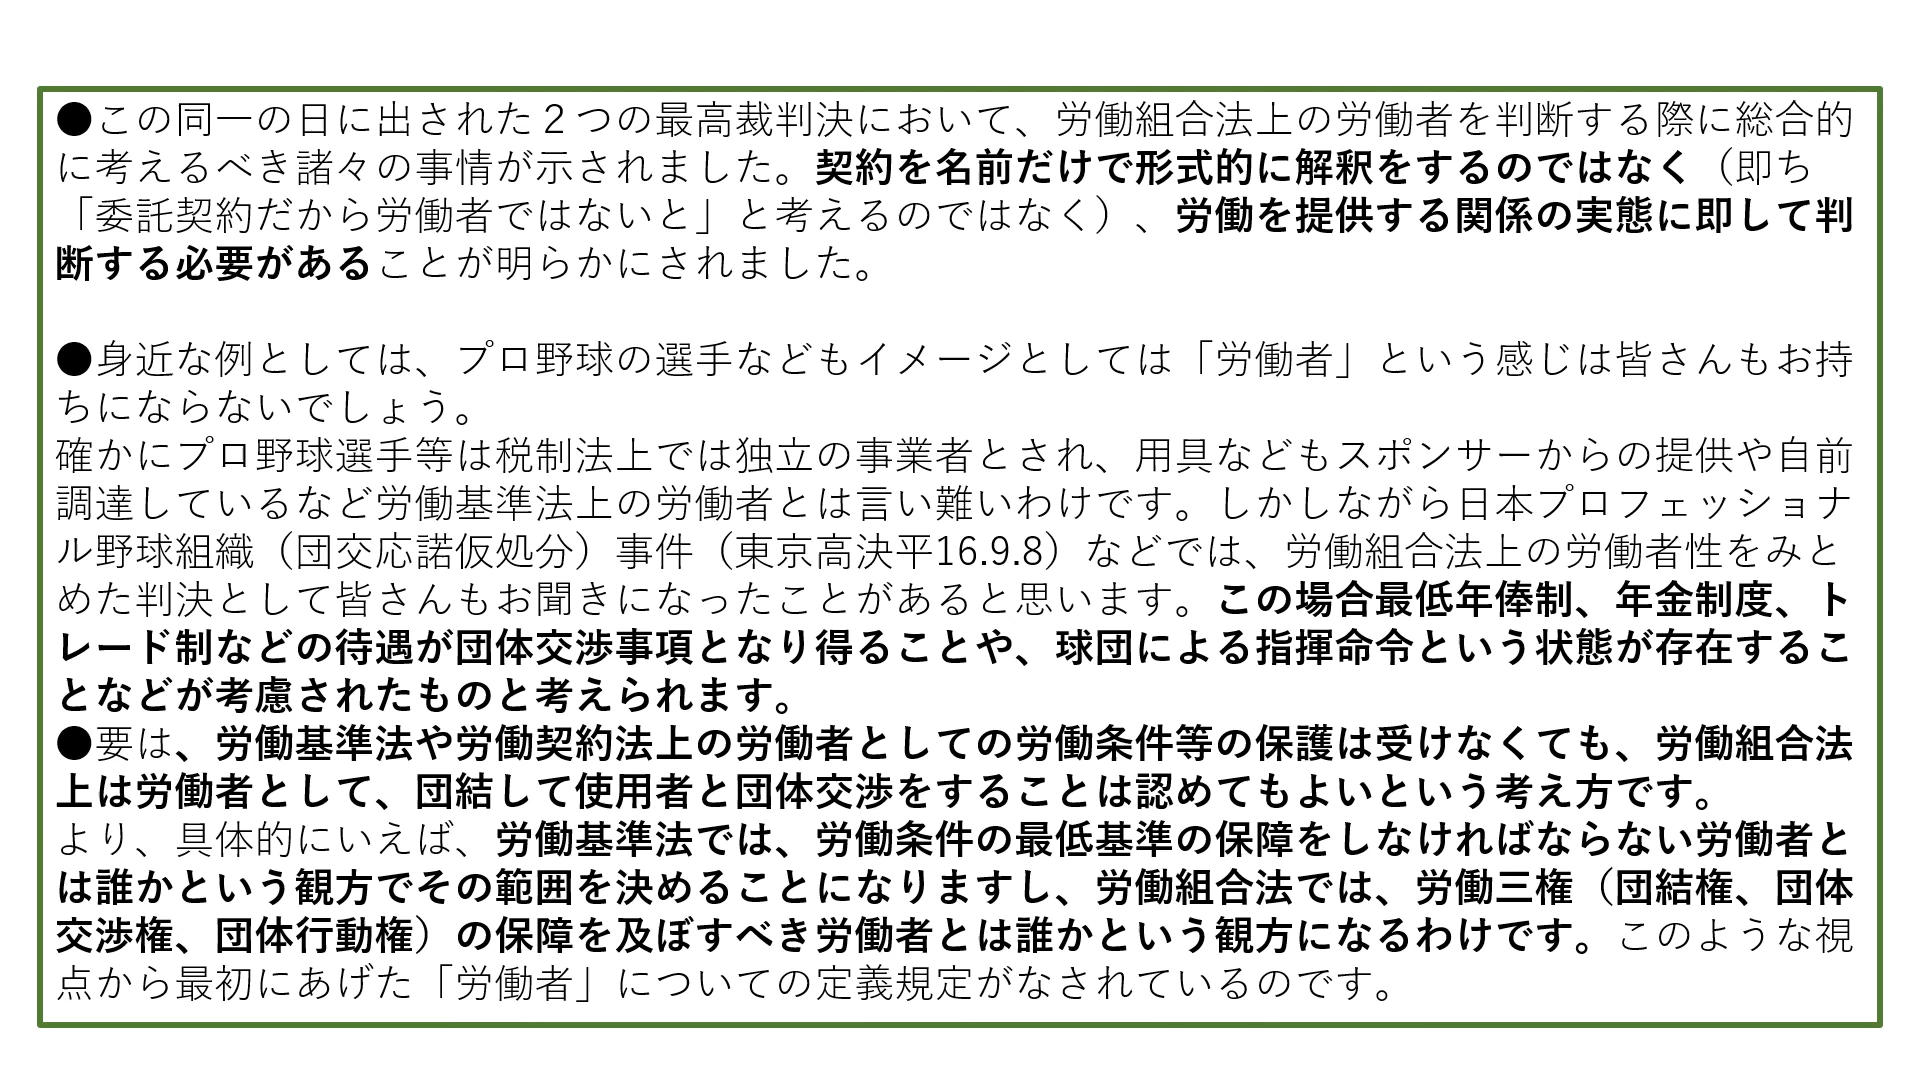 ●この同一の日に出された２つの最高裁判決において、労働組合法上の労働者を判断する際に総合的
に考えるべき諸々の事情が示されました。契約を名前だけで形式的に解釈をするのではなく（即ち
「委託契約だから労働者ではないと」と考えるのではなく）、労働を提供する関係の実態に即して判
断する必要があることが明らかにされました。
●身近な例としては、プロ野球の選手などもイメージとしては「労働者」という感じは皆さんもお持
ちにならないでしょう。
確かにプロ野球選手等は税制法上では独立の事業者とされ、用具などもスポンサーからの提供や自前
調達しているなど労働基準法上の労働者とは言い難いわけです。しかしながら日本プロフェッショナ
ル野球組織（団交応諾仮処分）事件（東京高決平16.9.8）などでは、労働組合法上の労働者性をみと
めた判決として皆さんもお聞きになったことがあると思います。この場合最低年俸制、年金制度、ト
レード制などの待遇が団体交渉事項となり得ることや、球団による指揮命令という状態が存在するこ
となどが考慮されたものと考えられます。
●要は、労働基準法や労働契約法上の労働者としての労働条件等の保護は受けなくても、労働組合法
上は労働者として、団結して使用者と団体交渉をすることは認めてもよいという考え方です。
より、具体的にいえば、労働基準法では、労働条件の最低基準の保障をしなければならない労働者と
は誰かという観方でその範囲を決めることになりますし、労働組合法では、労働三権（団結権、団体
交渉権、団体行動権）の保障を及ぼすべき労働者とは誰かという観方になるわけです。このような視
点から最初にあげた「労働者」についての定義規定がなされているのです。